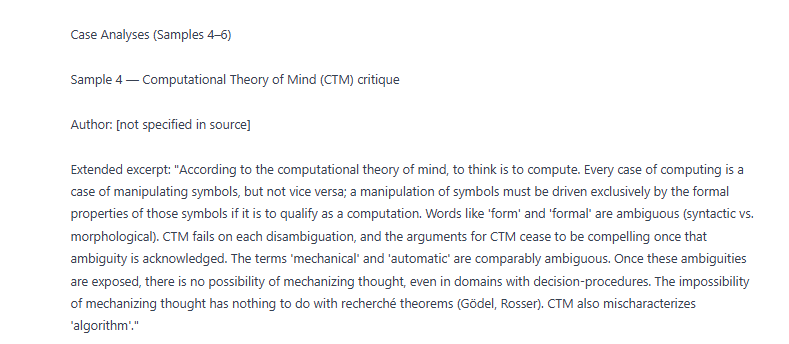 Case Analyses (Samples 4–6)
Sample 4 — Computational Theory of Mind (CTM) critique
Author: [not specified in source]
Extended excerpt: "According to the computational theory of mind, to think is to compute. Every case of computing is a
case of manipulating symbols, but not vice versa; a manipulation of symbols must be driven exclusively by the formal
properties of those symbols if it is to qualify as a computation. Words like 'form' and 'formal' are ambiguous (syntactic vs.
morphological). CTM fails on each disambiguation, and the arguments for CTM cease to be compelling once that
ambiguity is acknowledged. The terms 'mechanical' and 'automatic' are comparably ambiguous. Once these ambiguities
are exposed, there is no possibility of mechanizing thought, even in domains with decision-procedures. The impossibility
of mechanizing thought has nothing to do with recherché theorems (Gödel, Rosser). CTM also mischaracterizes
'algorithm'."